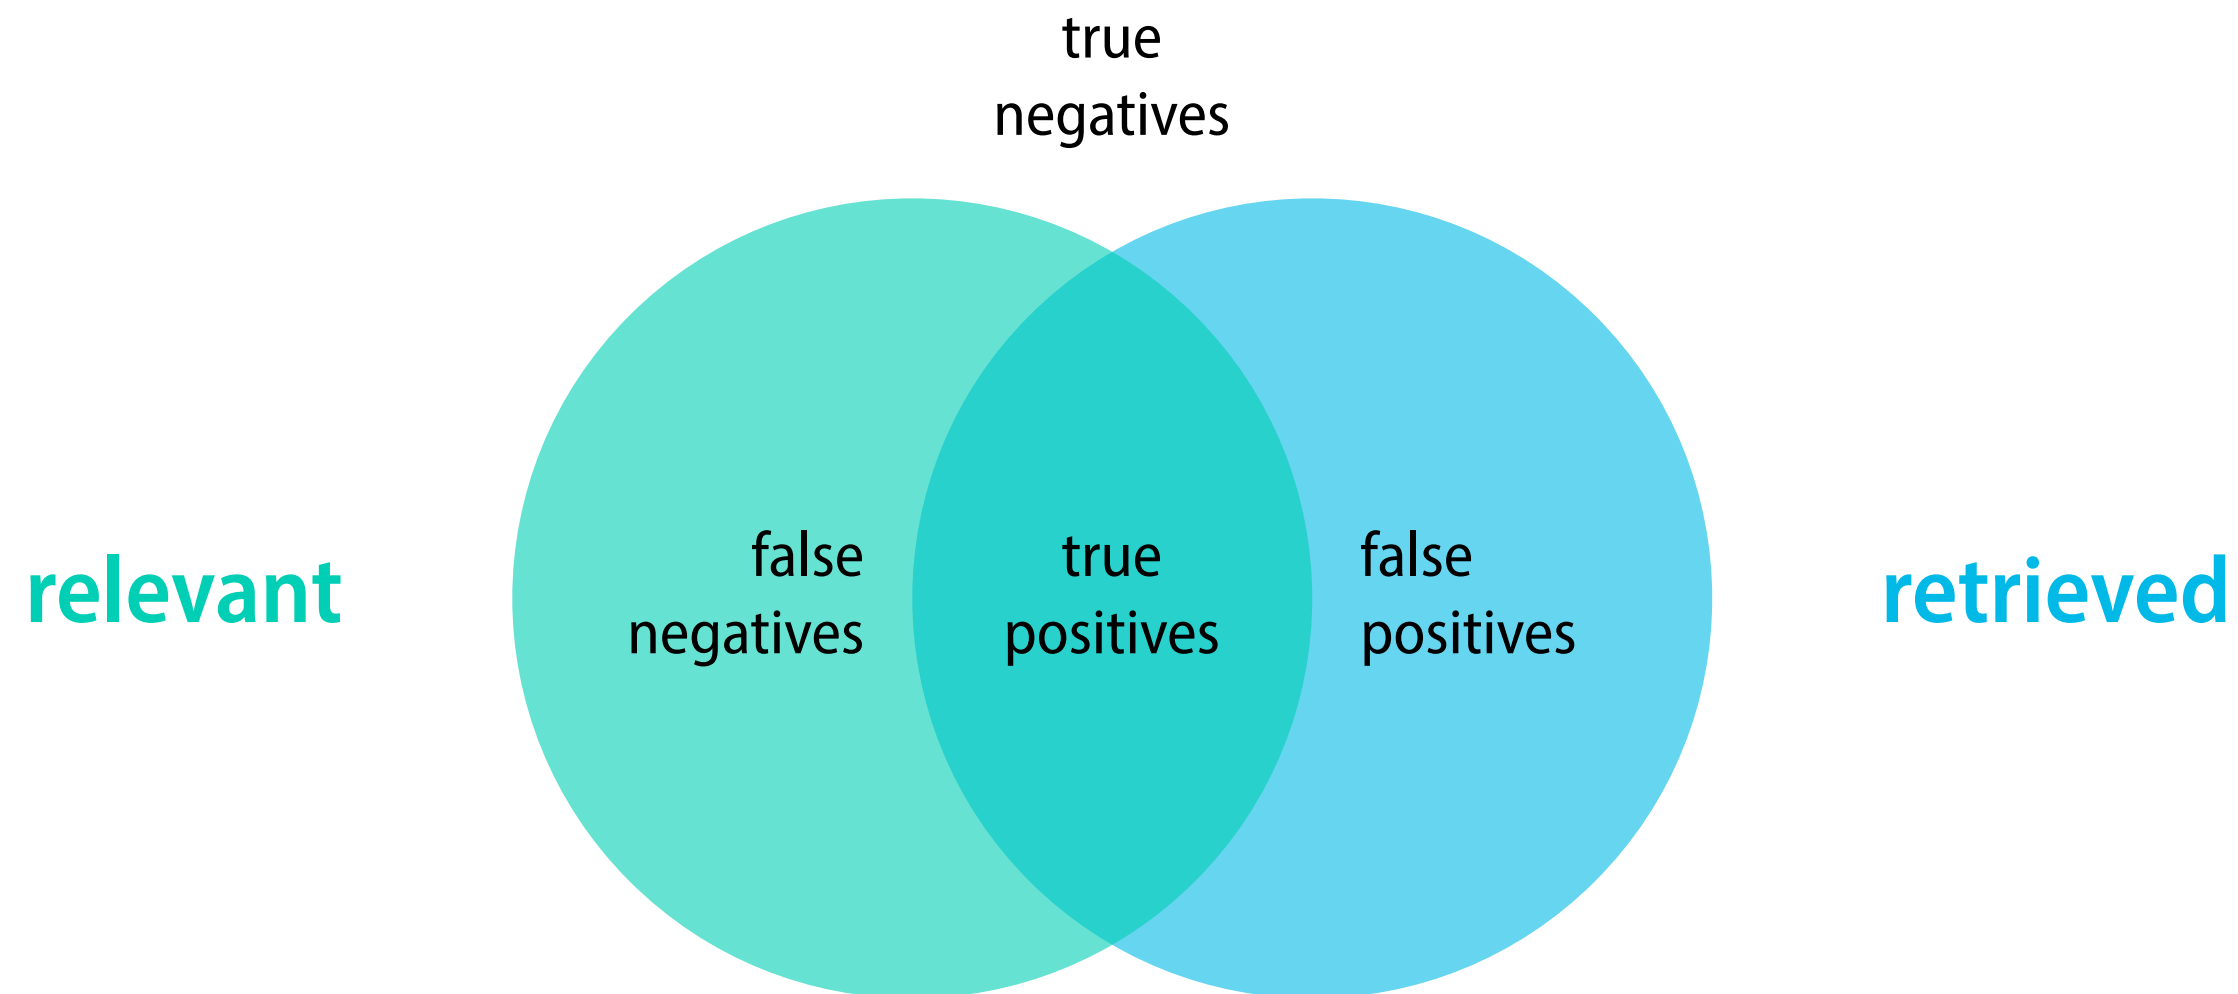 true
negatives
relevant
false
negatives
true
positives
false
positives
retrieved